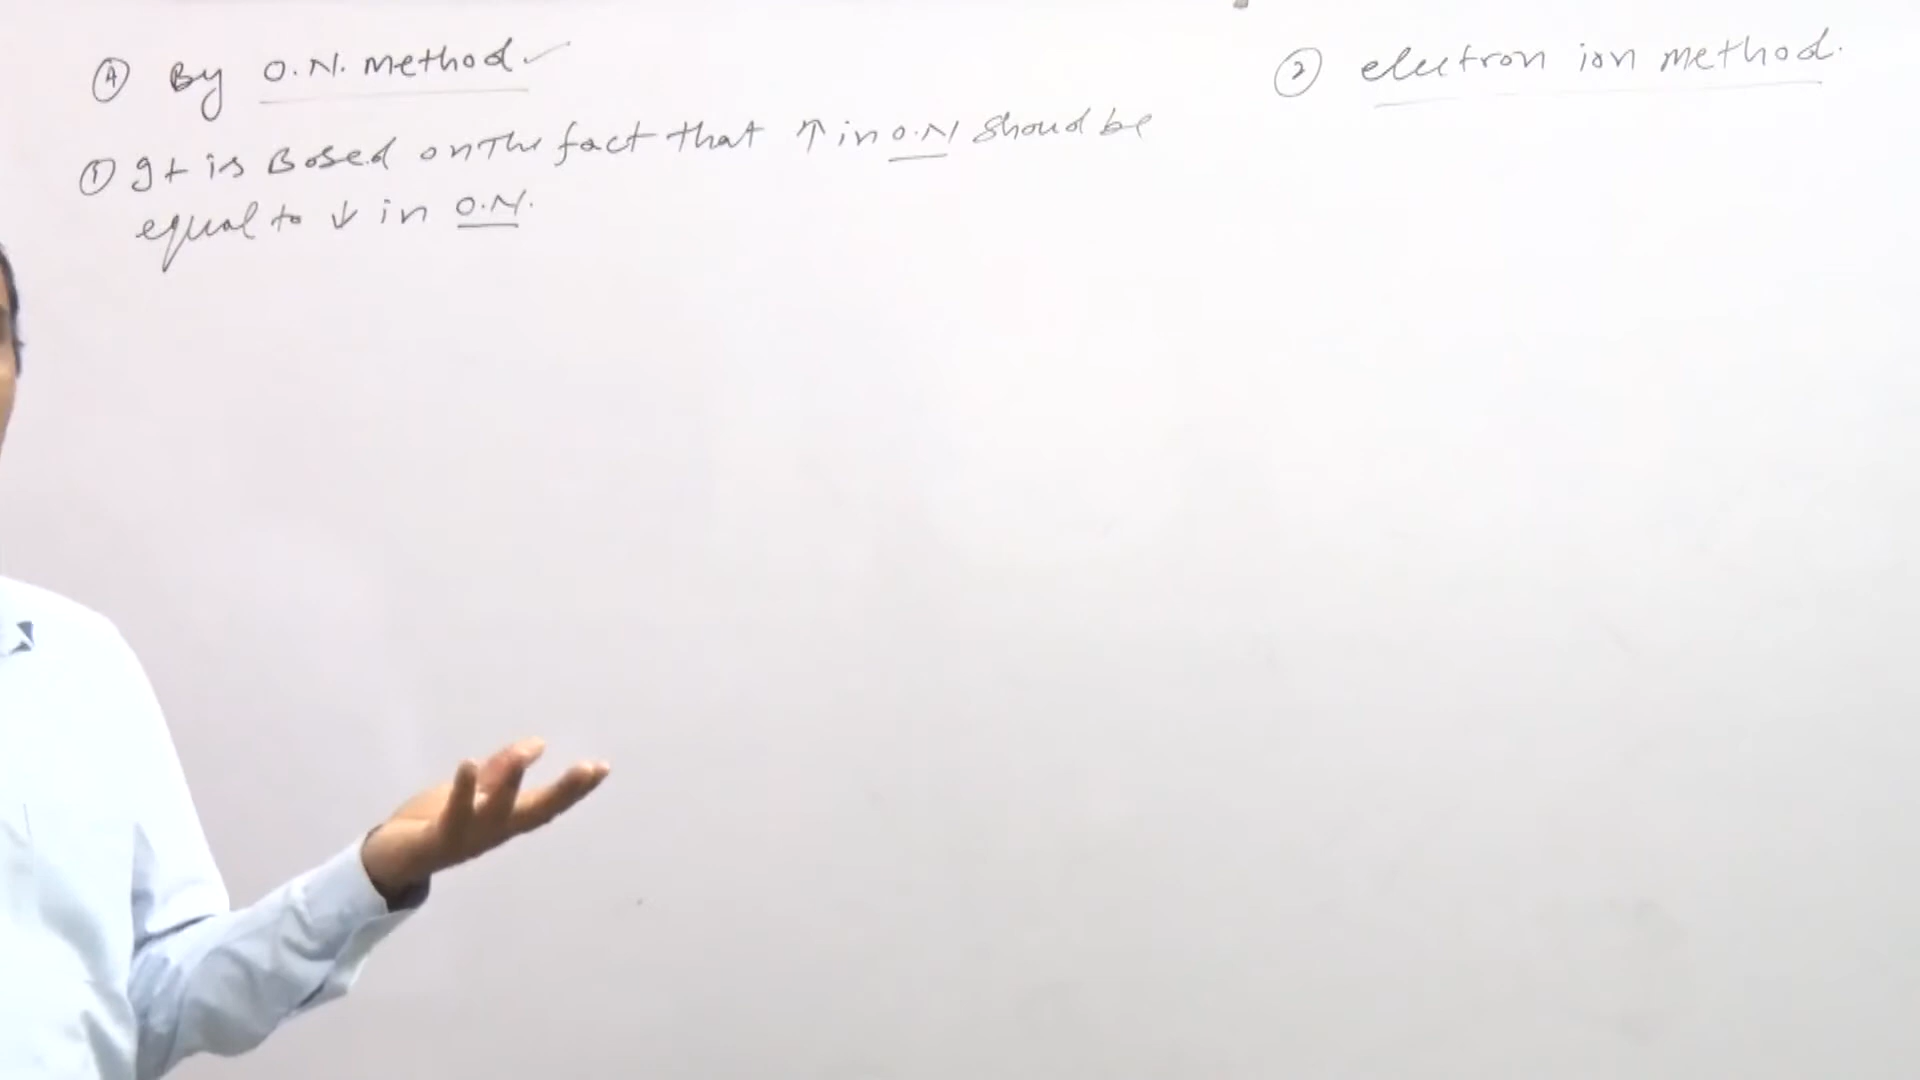 Ⓐ By O.N. method.
② electron ion method.
① It is Based on the fact that ↑ in O.N should be
equal to ↓ in O.N.